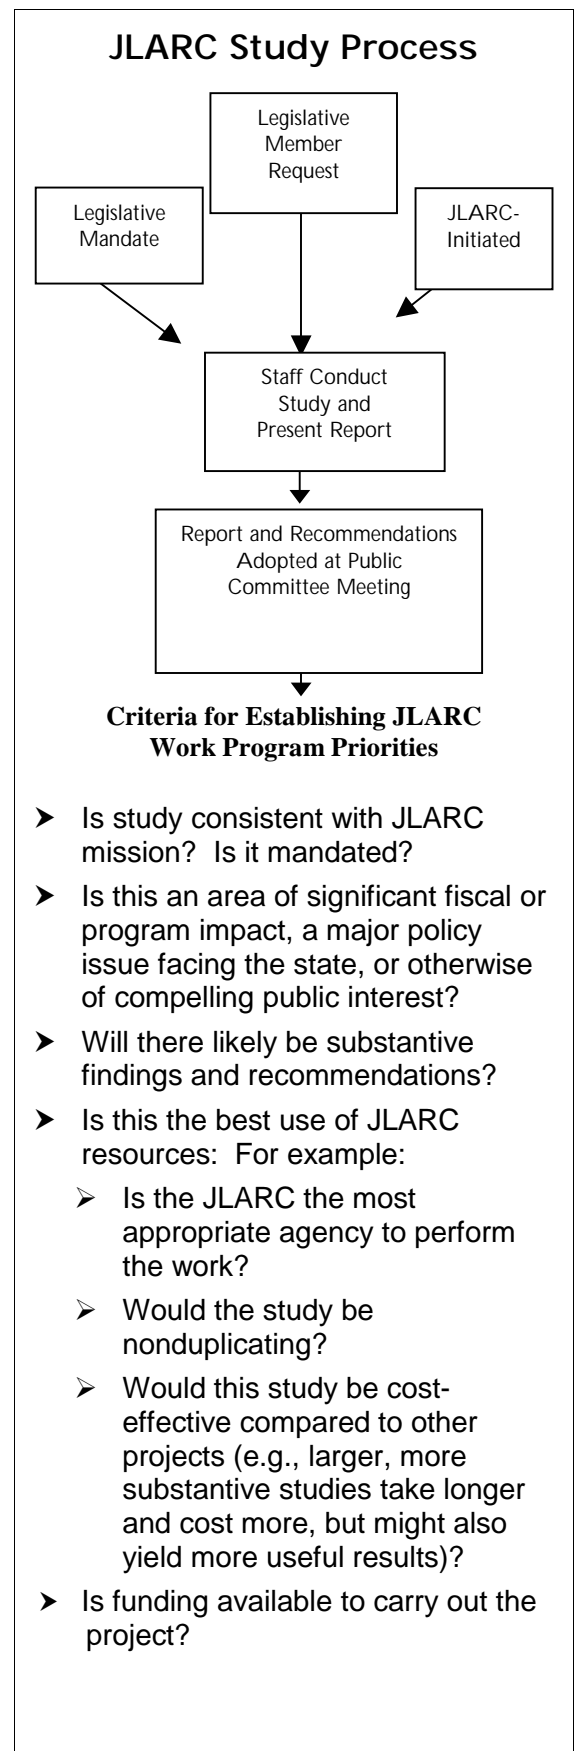 JLARC Study Process
Legislative
Member
Request
Legislative
Mandate
JLARC-
Initiated
Staff Conduct
Study and
Present Report
Report and Recommendations
Adopted at Public
Committee Meeting
Criteria for Establishing JLARC
Work Program Priorities
➤ Is study consistent with JLARC
mission?  Is it mandated?
➤ Is this an area of significant fiscal or
program impact, a major policy
issue facing the state, or otherwise
of compelling public interest?
➤ Will there likely be substantive
findings and recommendations?
➤ Is this the best use of JLARC
resources:  For example:
➢ Is the JLARC the most
appropriate agency to perform
the work?
➢ Would the study be
nonduplicating?
➢ Would this study be cost-
effective compared to other
projects (e.g., larger, more
substantive studies take longer
and cost more, but might also
yield more useful results)?
➤ Is funding available to carry out the
project?